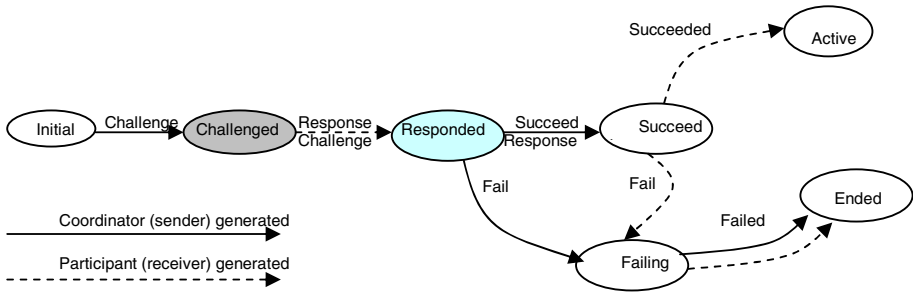 Succeeded
Active
Initial
Challenge
Challenged
Response
Challenge
Responded
Succeed
Response
Succeed
Fail
Fail
Ended
Failed
Coordinator (sender) generated
Participant (receiver) generated
Failing